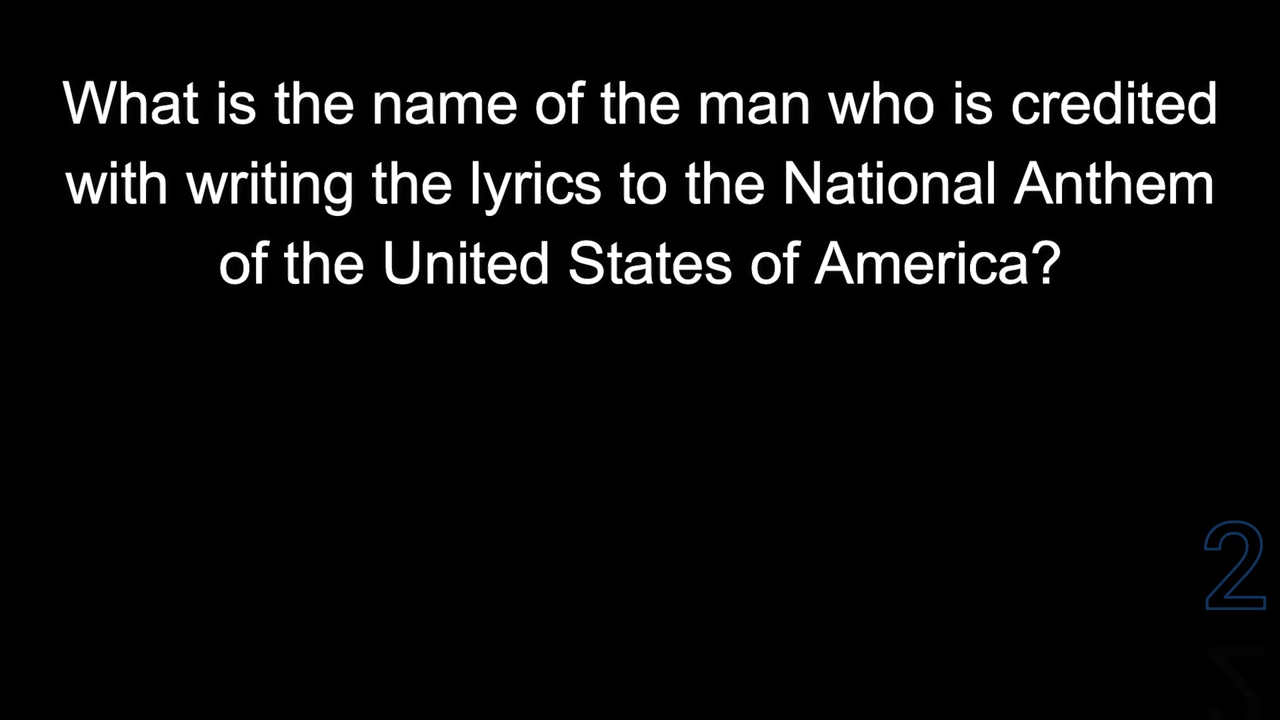 What is the name of the man who is credited
with writing the lyrics to the National Anthem
of the United States of America?
2